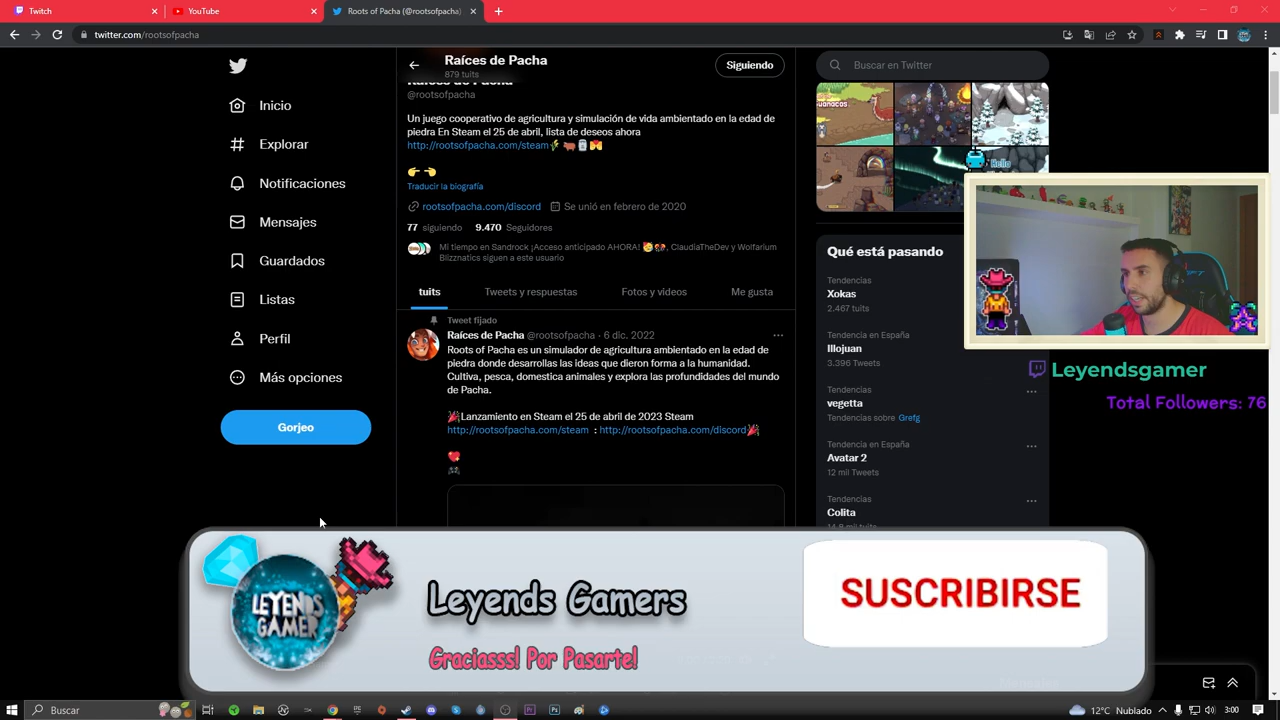 Twitch
YouTube
Roots of Pacha (@rootsofpacha)
twitter.com/rootsofpacha
Inicio
Explorar
Notificaciones
Mensajes
Guardados
Listas
Perfil
Más opciones
Gorjeo
Raíces de Pacha
879 tuits
Siguiendo
@rootsofpacha
Un juego cooperativo de agricultura y simulación de vida ambientado en la edad de
piedra En Steam el 25 de abril, lista de deseos ahora
http://rootsofpacha.com/steam
Traducir la biografía
rootsofpacha.com/discord Se unió en febrero de 2020
77 siguiendo 9.470 Seguidores
Mi tiempo en Sandrock ¡Acceso anticipado AHORA! , ClaudiaTheDev y Wolfarium
Blizznatics siguen a este usuario
tuits Tweets y respuestas Fotos y videos Me gusta
Tweet fijado
Raíces de Pacha @rootsofpacha · 6 dic. 2022
Roots of Pacha es un simulador de agricultura ambientado en la edad de
piedra donde desarrollas las ideas que dieron forma a la humanidad.
Cultiva, pesca, domestica animales y explora las profundidades del mundo
de Pacha.
Lanzamiento en Steam el 25 de abril de 2023 Steam
http://rootsofpacha.com/steam : http://rootsofpacha.com/discord
Buscar en Twitter
GUANACOS
Hello
Qué está pasando
Tendencias
Xokas
2.467 tuits
Tendencia en España
Illojuan
3.396 Tweets
Tendencias
vegetta
Tendencias sobre Grefg
Tendencia en España
Avatar 2
12 mil Tweets
Tendencias
Colita
14,8 mil tuits
Leyendsgamer
Total Followers: 76
LEYENDS
GAMER
Leyends Gamers
Graciasss! Por Pasarte!
SUSCRIBIRSE
Mensajes
Buscar
12°C Nublado
3:00